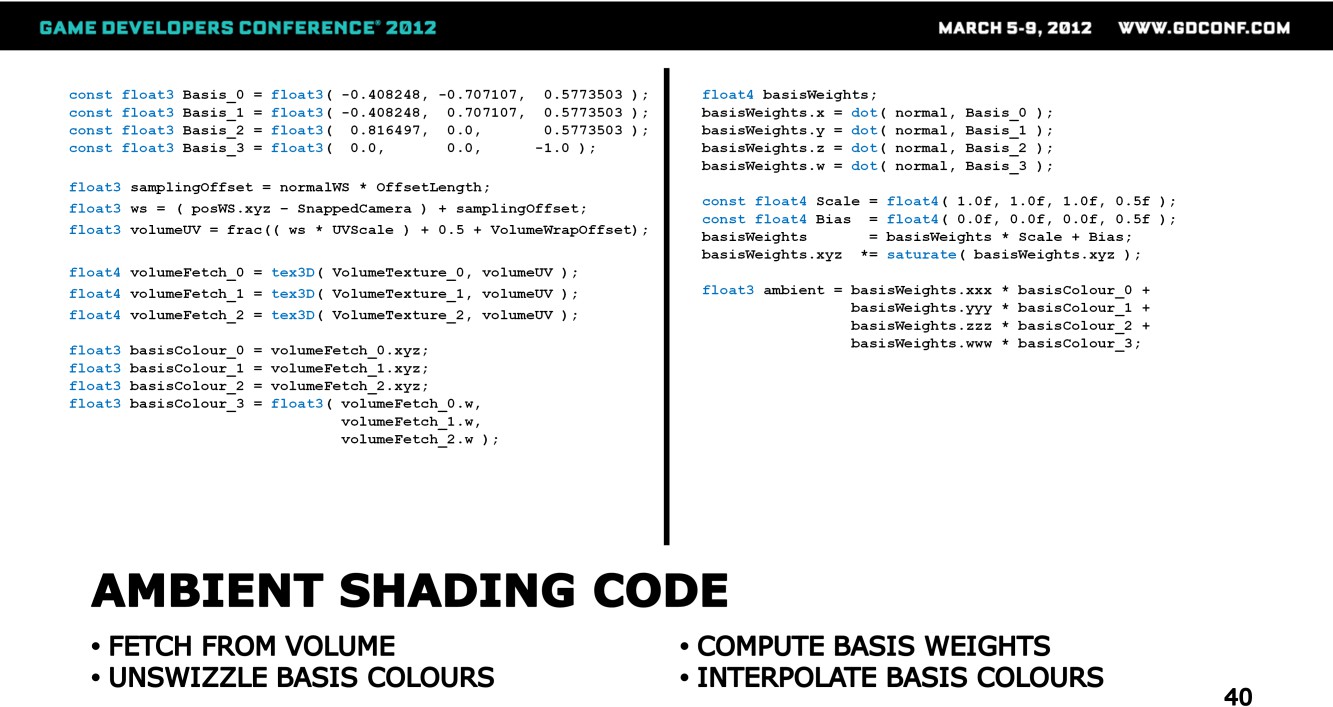 GAME DEVELOPERS CONFERENCE® 2012
MARCH 5-9, 2012 WWW.GDCONF.COM
const float3 Basis_0 = float3( -0.408248, -0.707107, 0.5773503 );
const float3 Basis_1 = float3( -0.408248, 0.707107, 0.5773503 );
const float3 Basis_2 = float3( 0.816497, 0.0, 0.5773503 );
const float3 Basis_3 = float3( 0.0, 0.0, -1.0 );
float3 samplingOffset = normalWS * OffsetLength;
float3 ws = ( posWS.xyz – SnappedCamera ) + samplingOffset;
float3 volumeUV = frac(( ws * UVScale ) + 0.5 + VolumeWrapOffset);
float4 volumeFetch_0 = tex3D( VolumeTexture_0, volumeUV );
float4 volumeFetch_1 = tex3D( VolumeTexture_1, volumeUV );
float4 volumeFetch_2 = tex3D( VolumeTexture_2, volumeUV );
float3 basisColour_0 = volumeFetch_0.xyz;
float3 basisColour_1 = volumeFetch_1.xyz;
float3 basisColour_2 = volumeFetch_2.xyz;
float3 basisColour_3 = float3( volumeFetch_0.w,
volumeFetch_1.w,
volumeFetch_2.w );
float4 basisWeights;
basisWeights.x = dot( normal, Basis_0 );
basisWeights.y = dot( normal, Basis_1 );
basisWeights.z = dot( normal, Basis_2 );
basisWeights.w = dot( normal, Basis_3 );
const float4 Scale = float4( 1.0f, 1.0f, 1.0f, 0.5f );
const float4 Bias = float4( 0.0f, 0.0f, 0.0f, 0.5f );
basisWeights = basisWeights * Scale + Bias;
basisWeights.xyz *= saturate( basisWeights.xyz );
float3 ambient = basisWeights.xxx * basisColour_0 +
basisWeights.yyy * basisColour_1 +
basisWeights.zzz * basisColour_2 +
basisWeights.www * basisColour_3;
AMBIENT SHADING CODE
• FETCH FROM VOLUME
• UNSWIZZLE BASIS COLOURS
• COMPUTE BASIS WEIGHTS
• INTERPOLATE BASIS COLOURS
40